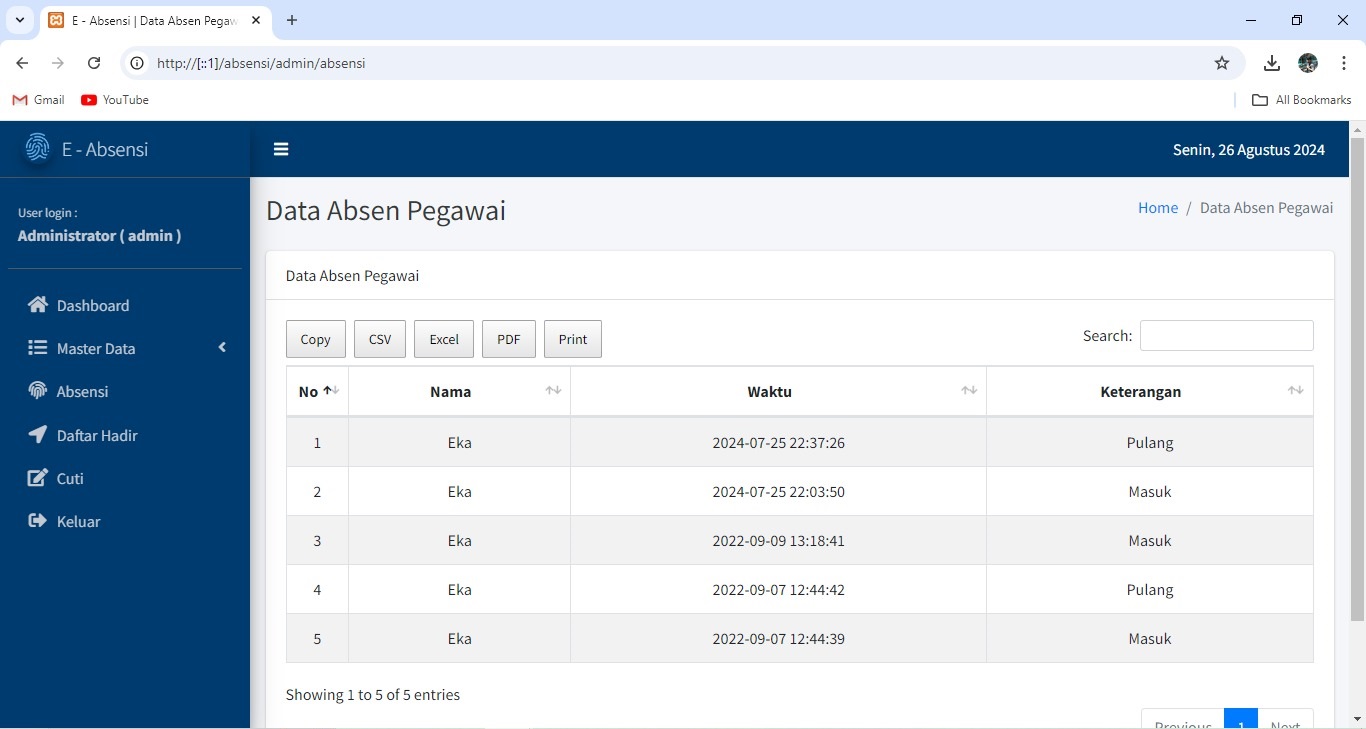 E - Absensi | Data Absen Pegaw
http://[::1]/absensi/admin/absensi
Gmail YouTube All Bookmarks
E - Absensi
Senin, 26 Agustus 2024
User login :
Administrator ( admin )
Dashboard
Master Data
Absensi
Daftar Hadir
Cuti
Keluar
Data Absen Pegawai
Home / Data Absen Pegawai
Data Absen Pegawai
Copy CSV Excel PDF Print
Search:
No Nama Waktu Keterangan
1 Eka 2024-07-25 22:37:26 Pulang
2 Eka 2024-07-25 22:03:50 Masuk
3 Eka 2022-09-09 13:18:41 Masuk
4 Eka 2022-09-07 12:44:42 Pulang
5 Eka 2022-09-07 12:44:39 Masuk
Showing 1 to 5 of 5 entries
Previous 1 Next